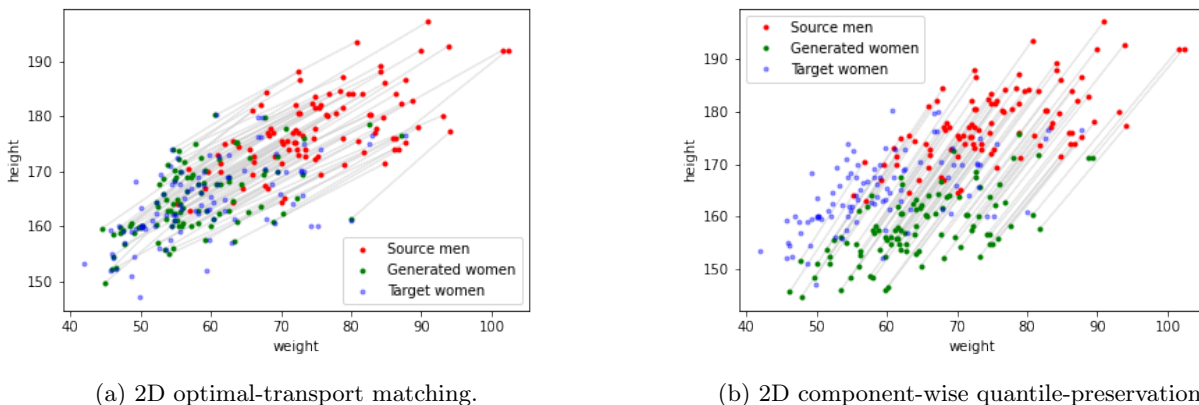 190
180
170
160
150
height
40
50
60
70
80
90
100
weight
Source men
Generated women
Target women
(a) 2D optimal-transport matching.
Source men
Generated women
Target women
190
180
170
160
150
height
40
50
60
70
80
90
100
weight
(b) 2D component-wise quantile-preservation